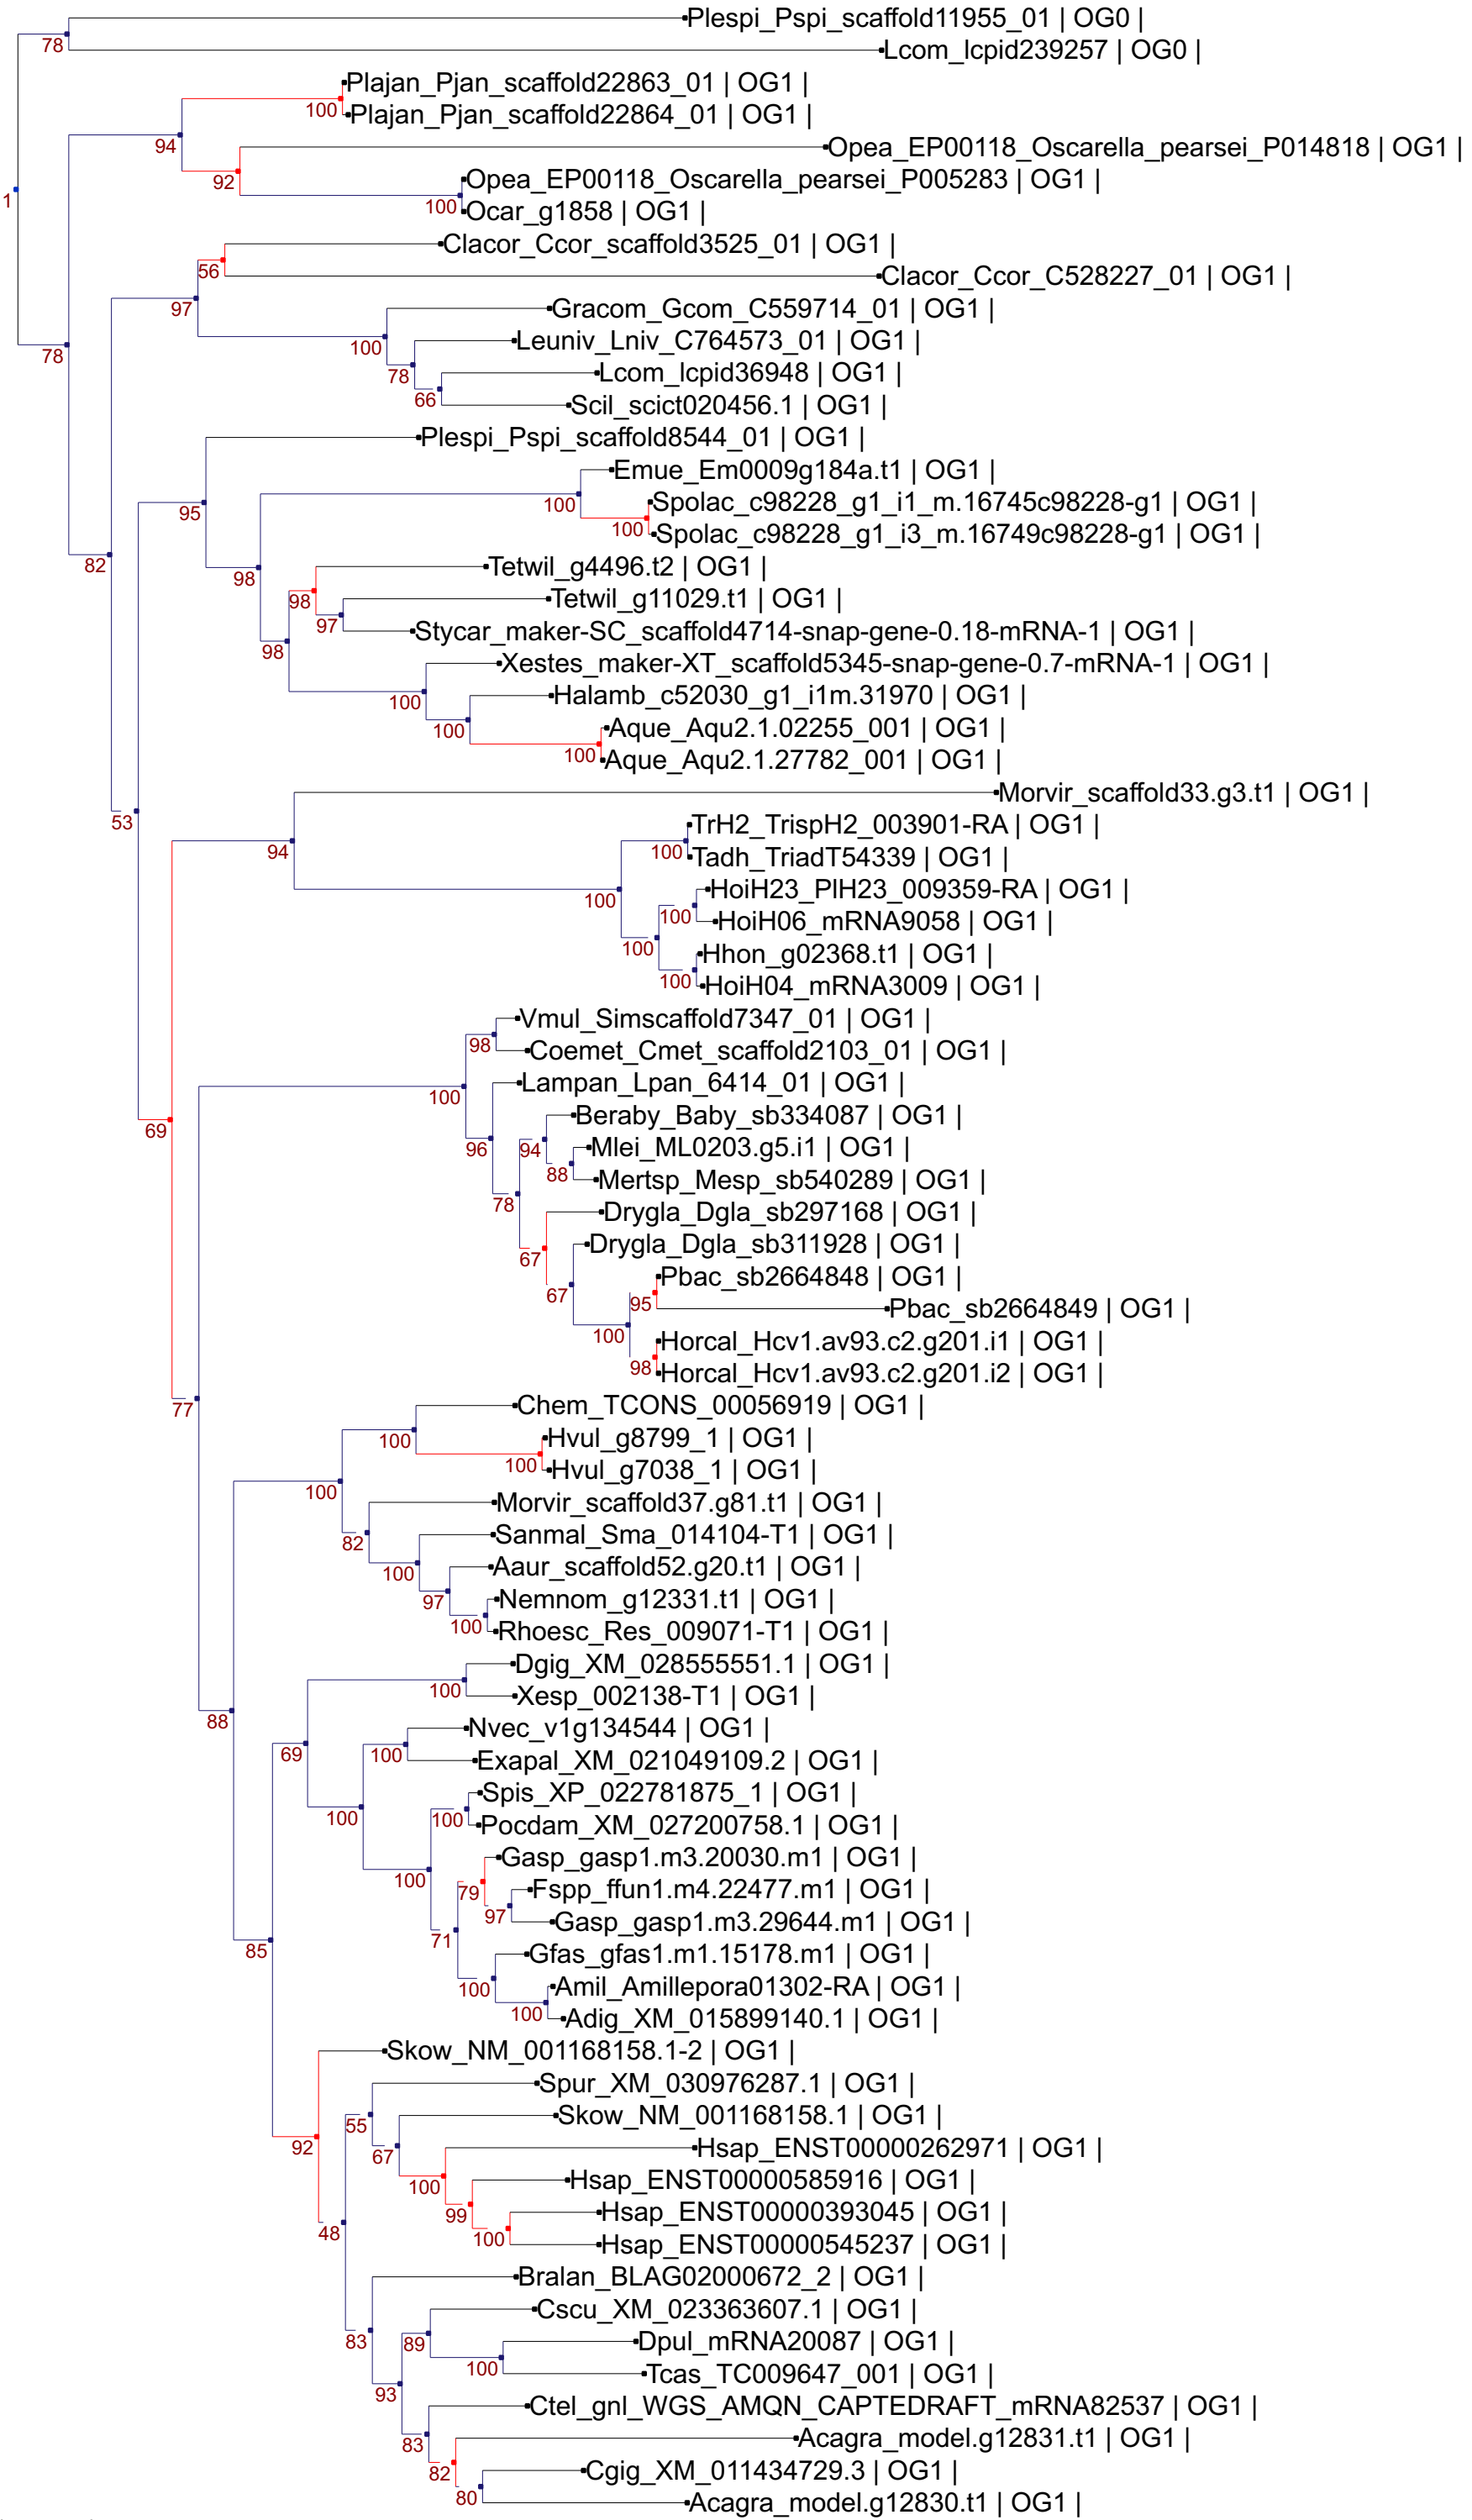 Plespi_Pspi_scaffold11955_01 | OG0 |
78
Lcom_lcpid239257 | OG0 |
Plajan_Pjan_scaffold22863_01 | OG1 |
100
Plajan_Pjan_scaffold22864_01 | OG1 |
94
Opea_EP00118_Oscarella_pearsei_P014818 | OG1 |
92
Opea_EP00118_Oscarella_pearsei_P005283 | OG1 |
1
100
Ocar_g1858 | OG1 |
Clacor_Ccor_scaffold3525_01 | OG1 |
56
Clacor_Ccor_C528227_01 | OG1 |
97
Gracom_Gcom_C559714_01 | OG1 |
100
Leuniv_Lniv_C764573_01 | OG1 |
78
78
Lcom_lcpid36948 | OG1 |
66
Scil_scict020456.1 | OG1 |
Plespi_Pspi_scaffold8544_01 | OG1 |
Emue_Em0009g184a.t1 | OG1 |
100
Spolac_c98228_g1_i1_m.16745c98228-g1 | OG1 |
95
100
Spolac_c98228_g1_i3_m.16749c98228-g1 | OG1 |
82
Tetwil_g4496.t2 | OG1 |
98
98
Tetwil_g11029.t1 | OG1 |
97
Stycar_maker-SC_scaffold4714-snap-gene-0.18-mRNA-1 | OG1 |
98
Xestes_maker-XT_scaffold5345-snap-gene-0.7-mRNA-1 | OG1 |
100
Halamb_c52030_g1_i1m.31970 | OG1 |
100
Aque_Aqu2.1.02255_001 | OG1 |
100
Aque_Aqu2.1.27782_001 | OG1 |
Morvir_scaffold33.g3.t1 | OG1 |
53
TrH2_TrispH2_003901-RA | OG1 |
94
100
Tadh_TriadT54339 | OG1 |
HoiH23_PlH23_009359-RA | OG1 |
100
100
HoiH06_mRNA9058 | OG1 |
100
Hhon_g02368.t1 | OG1 |
100
HoiH04_mRNA3009 | OG1 |
Vmul_Simscaffold7347_01 | OG1 |
98
Coemet_Cmet_scaffold2103_01 | OG1 |
Lampan_Lpan_6414_01 | OG1 |
100
Beraby_Baby_sb334087 | OG1 |
69
96
94
Mlei_ML0203.g5.i1 | OG1 |
88
Mertsp_Mesp_sb540289 | OG1 |
78
Drygla_Dgla_sb297168 | OG1 |
Drygla_Dgla_sb311928 | OG1 |
67
Pbac_sb2664848 | OG1 |
67
95
Pbac_sb2664849 | OG1 |
100
Horcal_Hcv1.av93.c2.g201.i1 | OG1 |
98
Horcal_Hcv1.av93.c2.g201.i2 | OG1 |
77
Chem_TCONS_00056919 | OG1 |
100
Hvul_g8799_1 | OG1 |
100
Hvul_g7038_1 | OG1 |
100
Morvir_scaffold37.g81.t1 | OG1 |
82
Sanmal_Sma_014104-T1 | OG1 |
100
Aaur_scaffold52.g20.t1 | OG1 |
97
Nemnom_g12331.t1 | OG1 |
100
Rhoesc_Res_009071-T1 | OG1 |
Dgig_XM_028555551.1 | OG1 |
100
Xesp_002138-T1 | OG1 |
88
Nvec_v1g134544 | OG1 |
69
100
Exapal_XM_021049109.2 | OG1 |
Spis_XP_022781875_1 | OG1 |
100
100
Pocdam_XM_027200758.1 | OG1 |
Gasp_gasp1.m3.20030.m1 | OG1 |
100
79
Fspp_ffun1.m4.22477.m1 | OG1 |
97
Gasp_gasp1.m3.29644.m1 | OG1 |
71
85
Gfas_gfas1.m1.15178.m1 | OG1 |
100
Amil_Amillepora01302-RA | OG1 |
100
Adig_XM_015899140.1 | OG1 |
Skow_NM_001168158.1-2 | OG1 |
Spur_XM_030976287.1 | OG1 |
55
Skow_NM_001168158.1 | OG1 |
92
67
Hsap_ENST00000262971 | OG1 |
100
Hsap_ENST00000585916 | OG1 |
99
Hsap_ENST00000393045 | OG1 |
48
100
Hsap_ENST00000545237 | OG1 |
Bralan_BLAG02000672_2 | OG1 |
Cscu_XM_023363607.1 | OG1 |
83
89
Dpul_mRNA20087 | OG1 |
100
Tcas_TC009647_001 | OG1 |
93
Ctel_gnl_WGS_AMQN_CAPTEDRAFT_mRNA82537 | OG1 |
83
Acagra_model.g12831.t1 | OG1 |
82
Cgig_XM_011434729.3 | OG1 |
80
Acagra_model.g12830.t1 | OG1 |